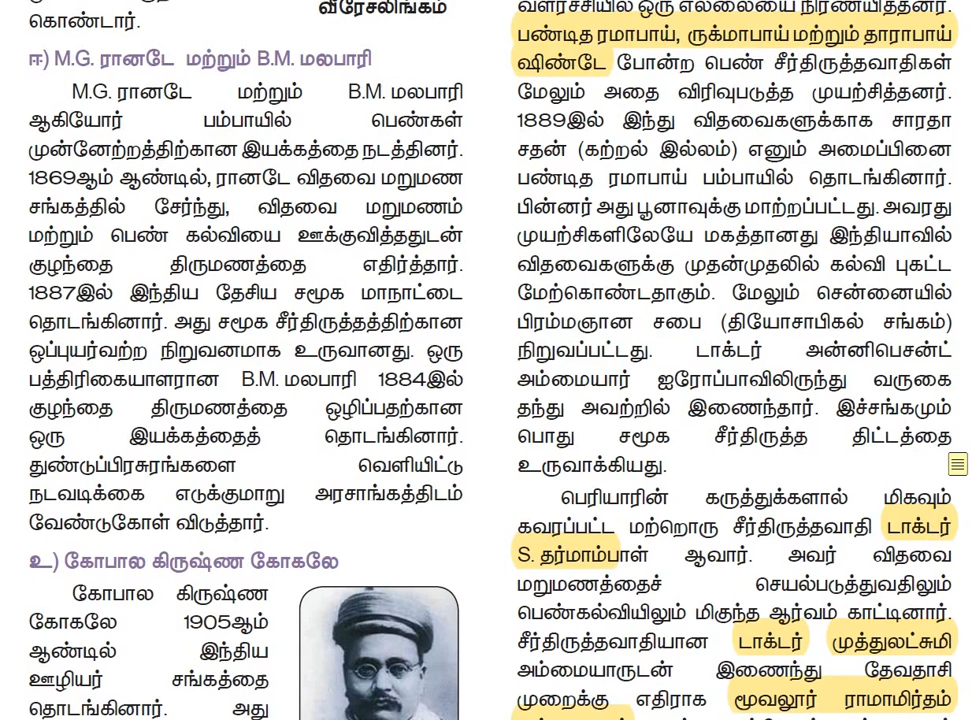 கொண்டார்.
வீரேசலிங்கம்
ஈ) M.G. ரானடே மற்றும் B.M. மலபாரி
M.G. ரானடே மற்றும் B.M. மலபாரி
ஆகியோர் பம்பாயில் பெண்கள்
முன்னேற்றத்திற்கான இயக்கத்தை நடத்தினர்.
1869ஆம் ஆண்டில், ரானடே விதவை மறுமண
சங்கத்தில் சேர்ந்து, விதவை மறுமணம்
மற்றும் பெண் கல்வியை ஊக்குவித்ததுடன்
குழந்தை திருமணத்தை எதிர்த்தார்.
1887இல் இந்திய தேசிய சமூக மாநாட்டை
தொடங்கினார். அது சமூக சீர்திருத்தத்திற்கான
ஒப்புயர்வற்ற நிறுவனமாக உருவானது. ஒரு
பத்திரிகையாளரான B.M. மலபாரி 1884இல்
குழந்தை திருமணத்தை ஒழிப்பதற்கான
ஒரு இயக்கத்தைத் தொடங்கினார்.
துண்டுப்பிரசுரங்களை வெளியிட்டு
நடவடிக்கை எடுக்குமாறு அரசாங்கத்திடம்
வேண்டுகோள் விடுத்தார்.
உ) கோபால கிருஷ்ண கோகலே
கோபால கிருஷ்ண
கோகலே 1905ஆம்
ஆண்டில் இந்திய
ஊழியர் சங்கத்தை
தொடங்கினார். அது
வளர்ச்சியில் ஒரு எல்லையை நிர்ணயித்தனர்.
பண்டித ரமாபாய், ருக்மாபாய் மற்றும் தாராபாய்
ஷிண்டே போன்ற பெண் சீர்திருத்தவாதிகள்
மேலும் அதை விரிவுபடுத்த முயற்சித்தனர்.
1889இல் இந்து விதவைகளுக்காக சாரதா
சதன் (கற்றல் இல்லம்) எனும் அமைப்பினை
பண்டித ரமாபாய் பம்பாயில் தொடங்கினார்.
பின்னர் அது பூனாவுக்கு மாற்றப்பட்டது. அவரது
முயற்சிகளிலேயே மகத்தானது இந்தியாவில்
விதவைகளுக்கு முதன்முதலில் கல்வி புகட்ட
மேற்கொண்டதாகும். மேலும் சென்னையில்
பிரம்மஞான சபை (தியோசாபிகல் சங்கம்)
நிறுவப்பட்டது. டாக்டர் அன்னிபெசன்ட்
அம்மையார் ஐரோப்பாவிலிருந்து வருகை
தந்து அவற்றில் இணைந்தார். இச்சங்கமும்
பொது சமூக சீர்திருத்த திட்டத்தை
உருவாக்கியது.
பெரியாரின் கருத்துக்களால் மிகவும்
கவரப்பட்ட மற்றொரு சீர்திருத்தவாதி டாக்டர்
S. தர்மாம்பாள் ஆவார். அவர் விதவை
மறுமணத்தைச் செயல்படுத்துவதிலும்
பெண்கல்வியிலும் மிகுந்த ஆர்வம் காட்டினார்.
சீர்திருத்தவாதியான டாக்டர் முத்துலட்சுமி
அம்மையாருடன் இணைந்து தேவதாசி
முறைக்கு எதிராக மூவலூர் ராமாமிர்தம்